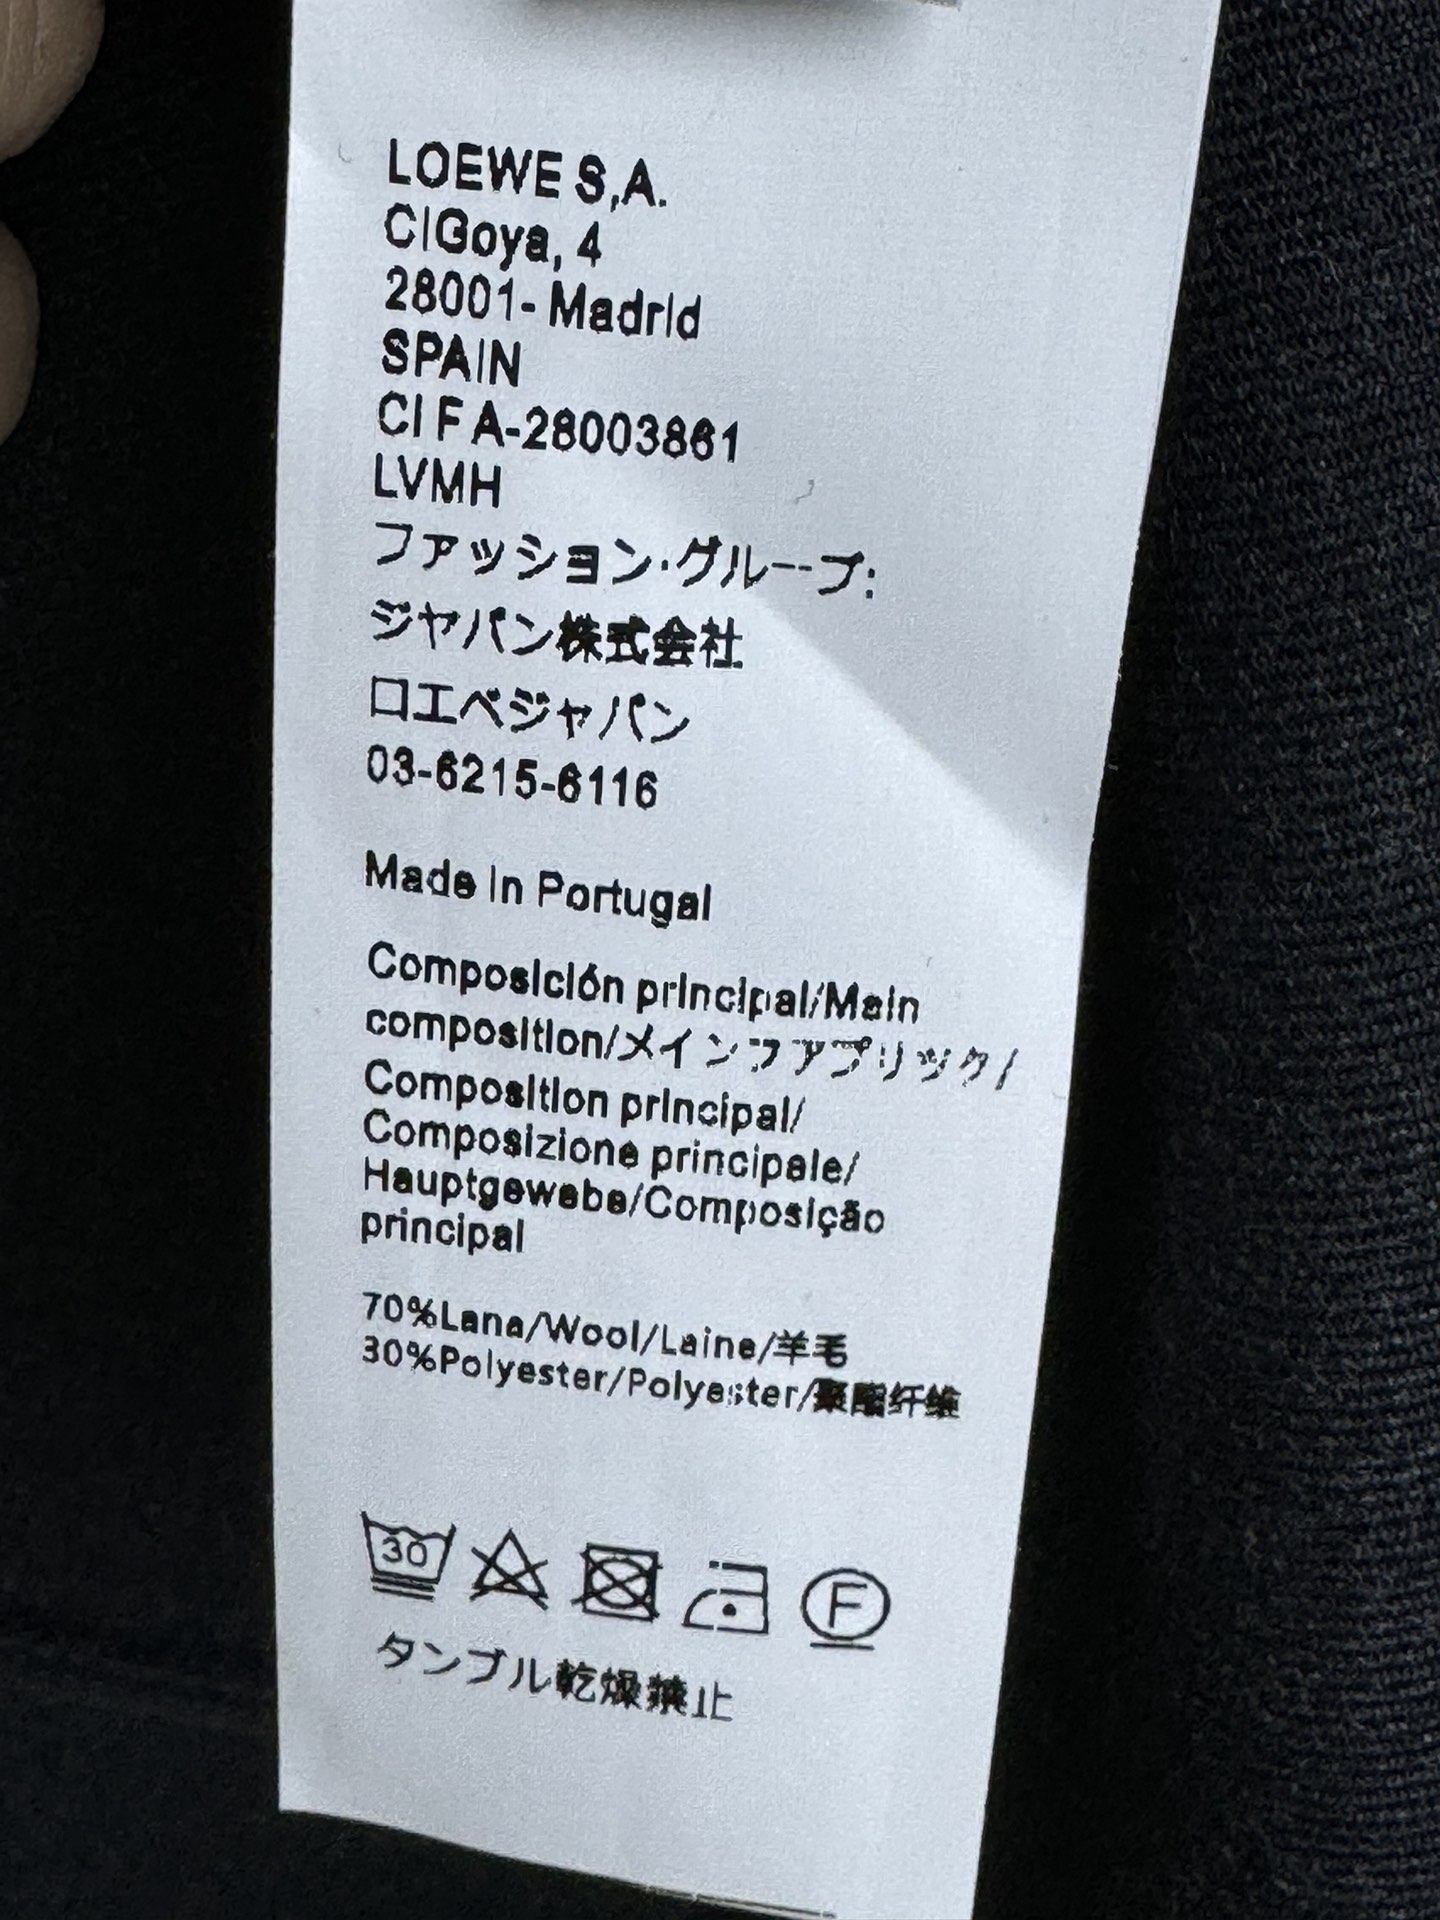 LOEWE S,A.
C|Goya, 4
28001- Madrid
SPAIN
CI F A-28003861
LVMH
ファッション·グループ:
ジヤパン株式会社
口エベジャパン
03-6215-6116
Made In Portugal
Composición principal/Main
composition/メインファブリック/
Composition principal/
Composizione principale/
Hauptgewebe/Composição
principal
70%Lana/Wool/Laine/羊毛
30%Polyester/Polyester/聚酯纤维
30
F
タンブル乾燥禁止